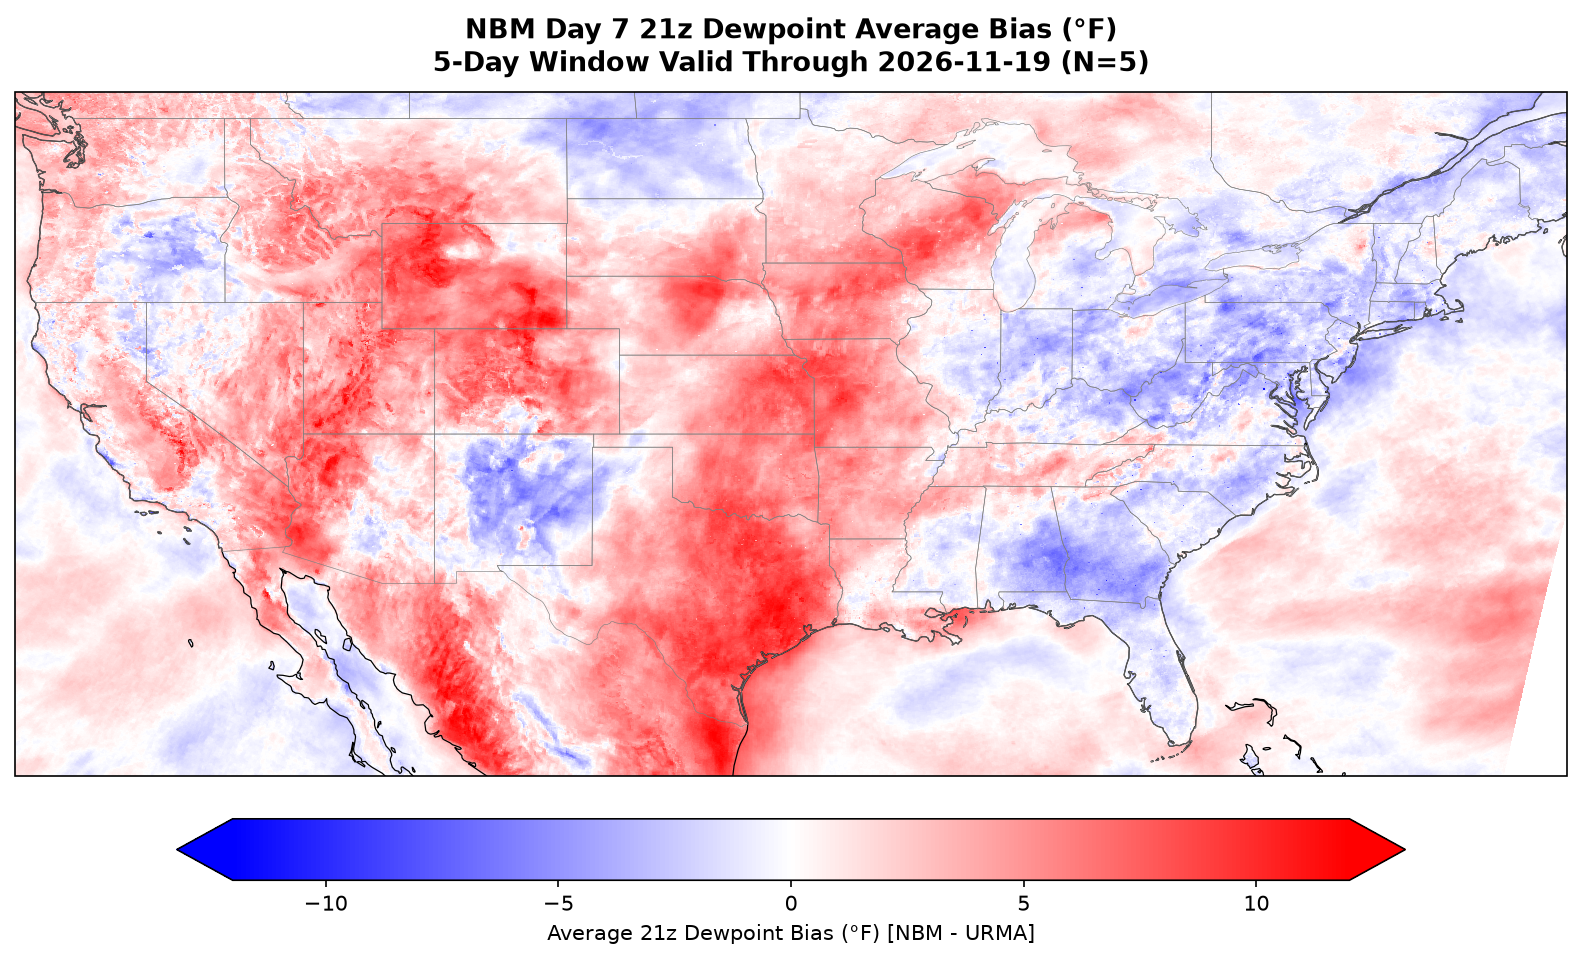 NBM Day 7 21z Dewpoint Average Bias (°F)
5-Day Window Valid Through 2026-11-19 (N=5)
−10 −5 0 5 10
Average 21z Dewpoint Bias (°F) [NBM - URMA]